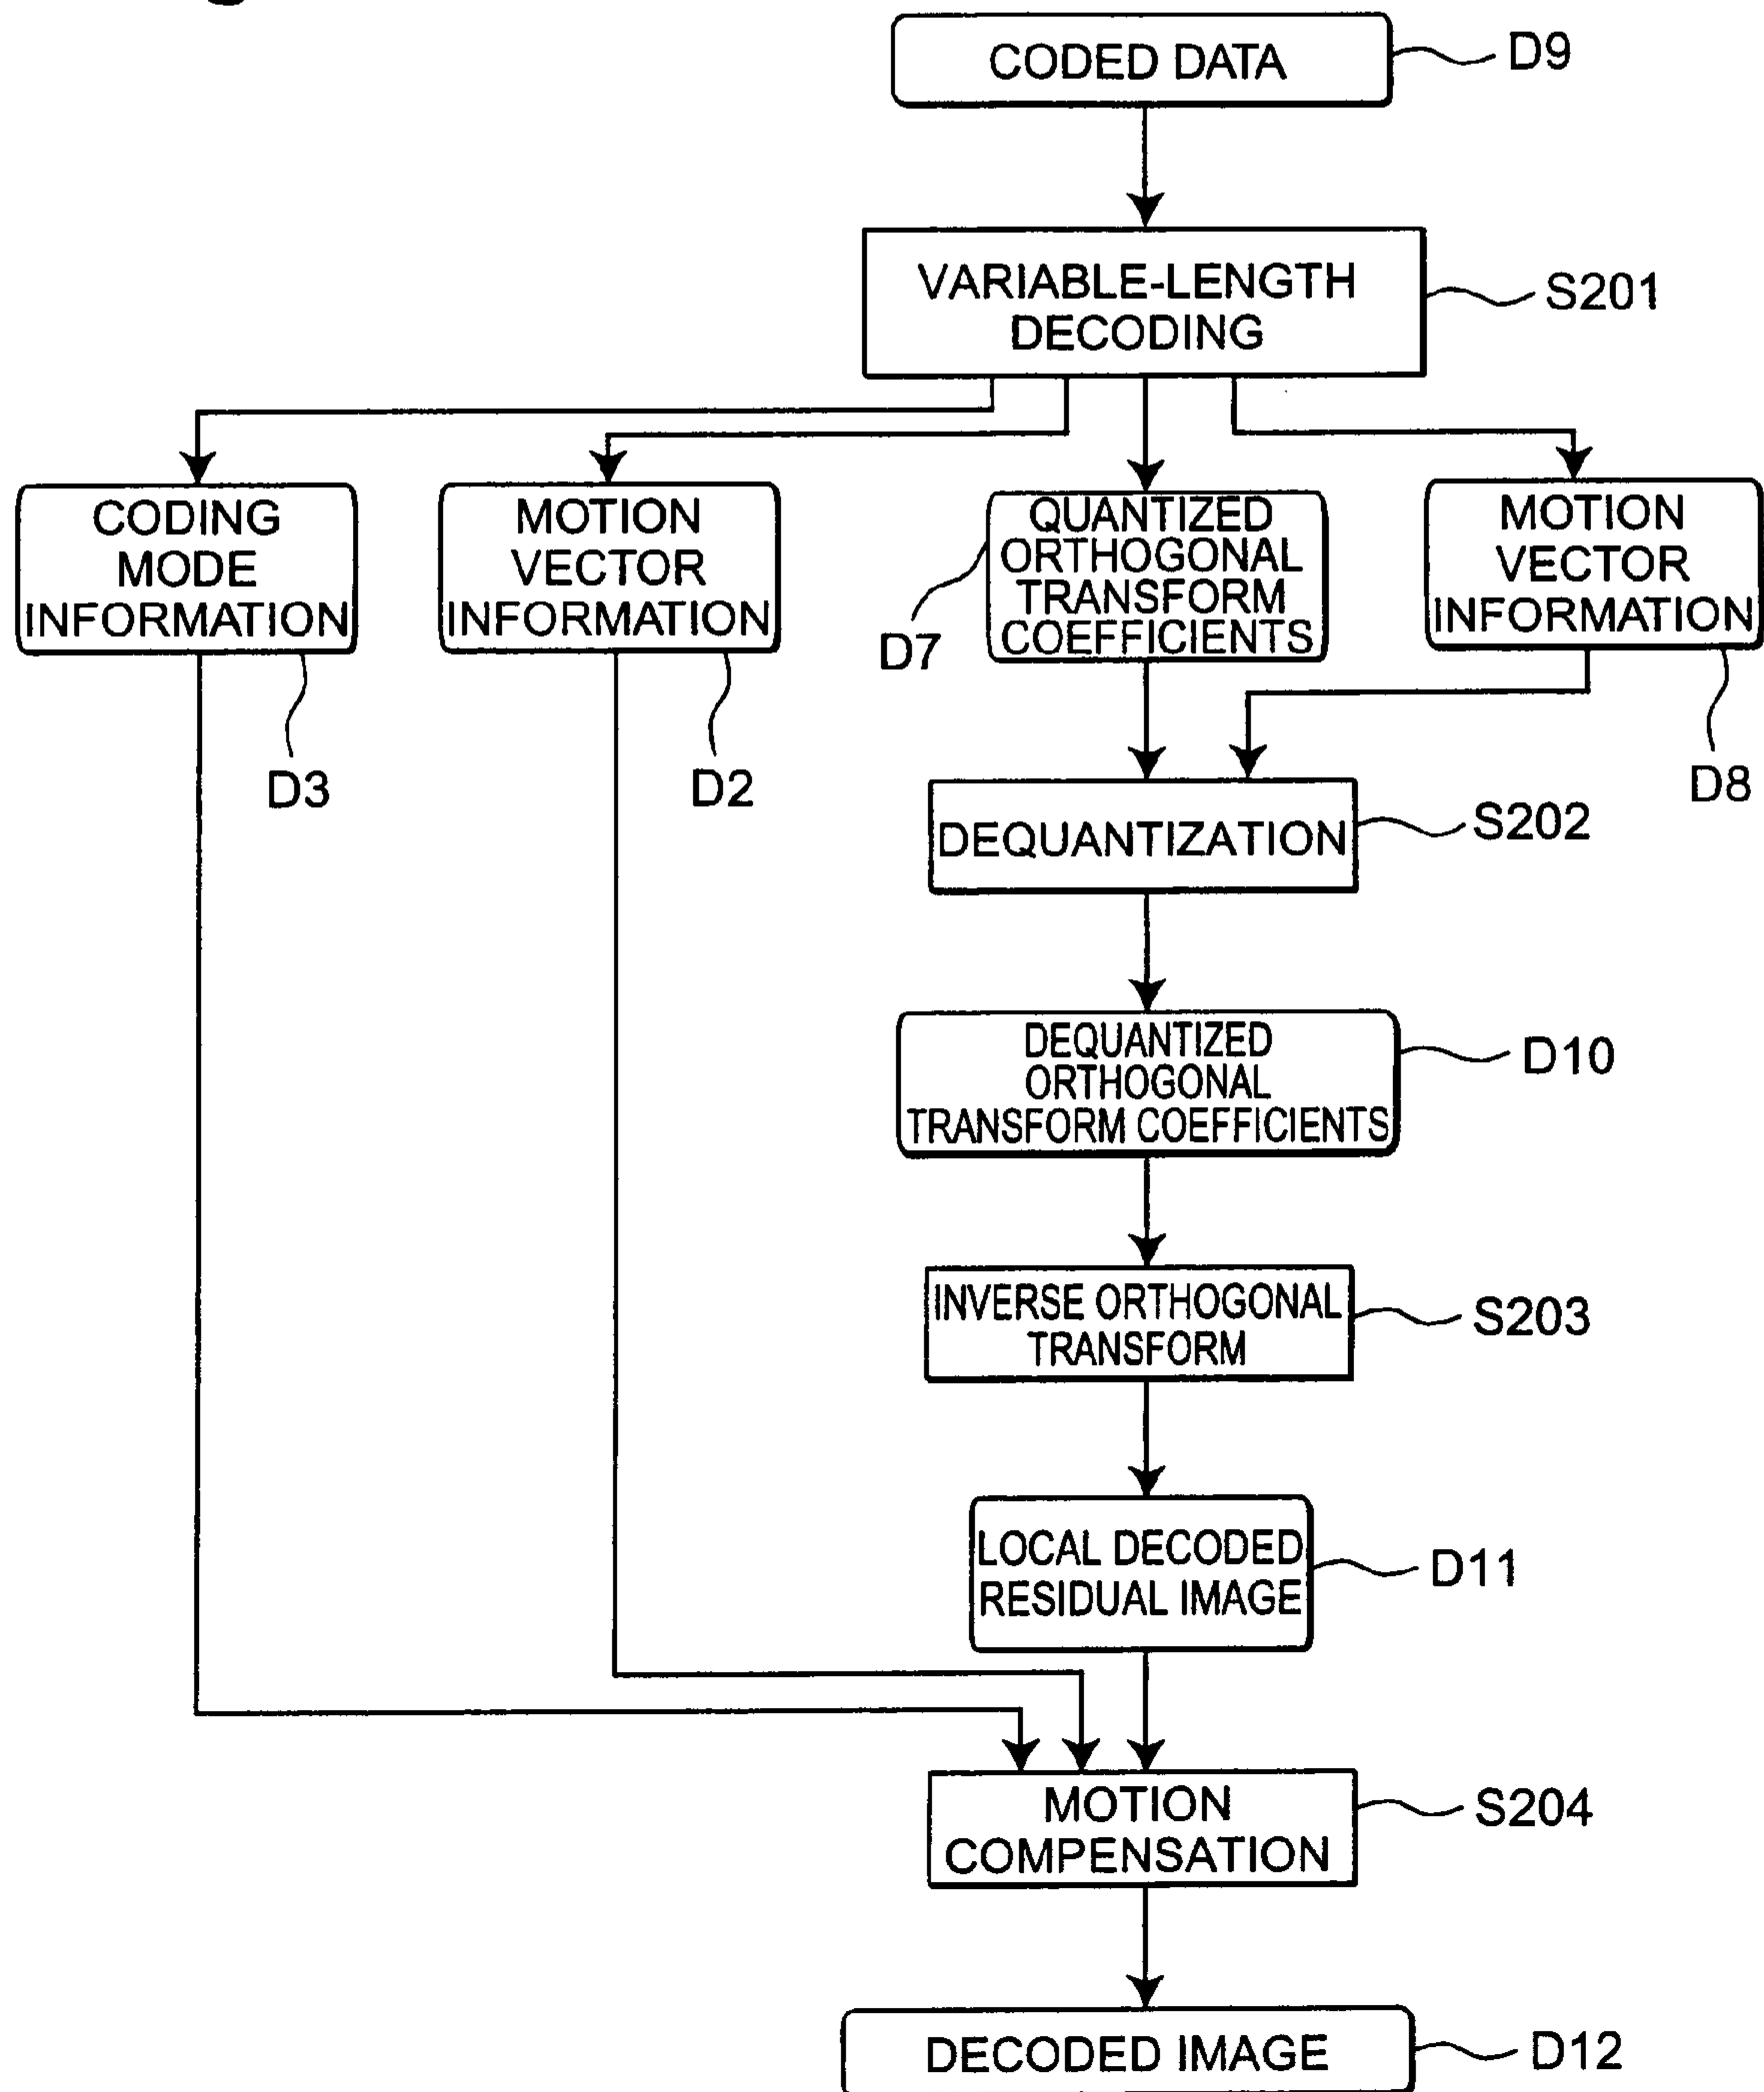 CODED DATA
D9
VARIABLE-LENGTH
DECODING
S201
CODING
MODE
INFORMATION
D3
MOTION
VECTOR
INFORMATION
D2
QUANTIZED
ORTHOGONAL
TRANSFORM
COEFFICIENTS
D7
MOTION
VECTOR
INFORMATION
D8
DEQUANTIZATION
S202
DEQUANTIZED
ORTHOGONAL
TRANSFORM COEFFICIENTS
D10
INVERSE ORTHOGONAL
TRANSFORM
S203
LOCAL DECODED
RESIDUAL IMAGE
D11
MOTION
COMPENSATION
S204
DECODED IMAGE
D12